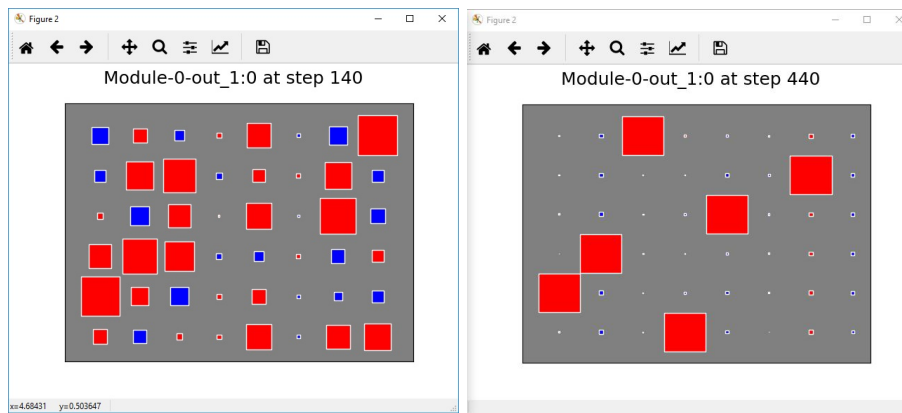 Figure 2
Module-0-out_1:0 at step 140
x=4.68431 y=0.503647
Figure 2
Module-0-out_1:0 at step 440